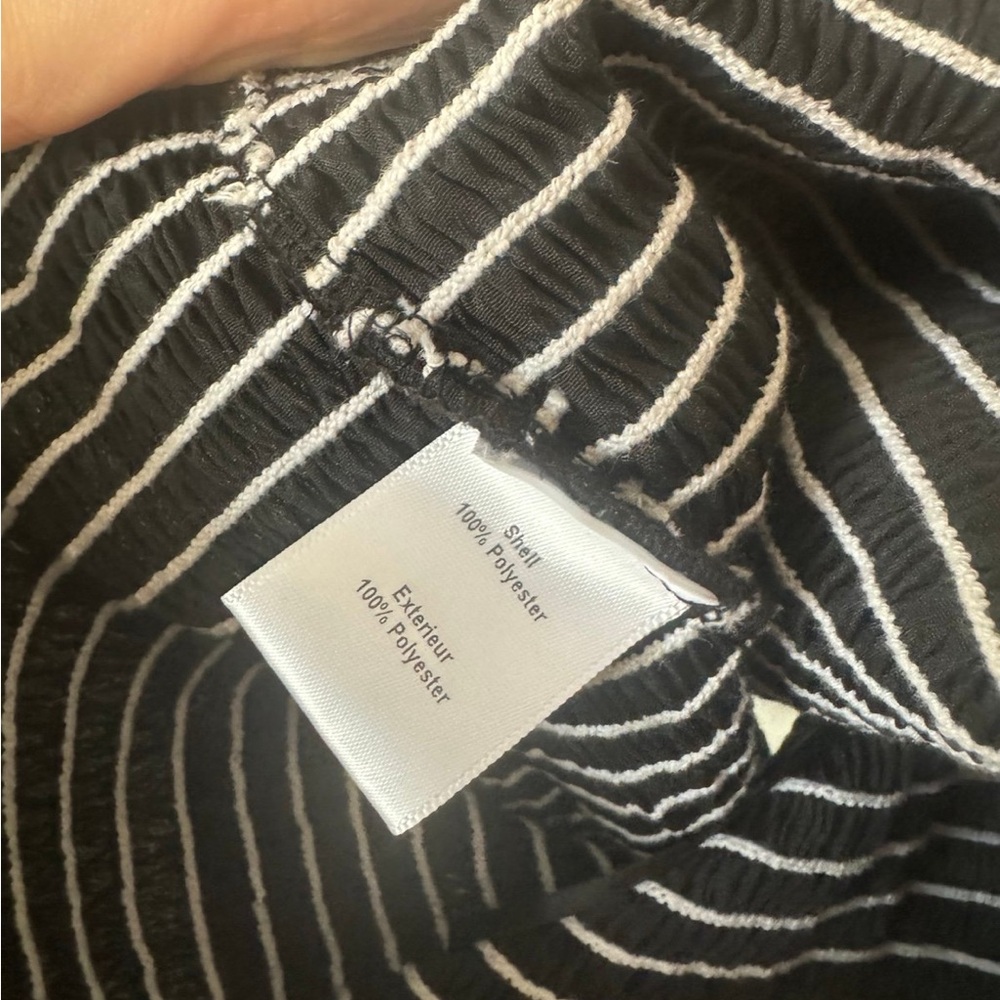 Shell
100% Polyester
Exterieur
100% Polyester